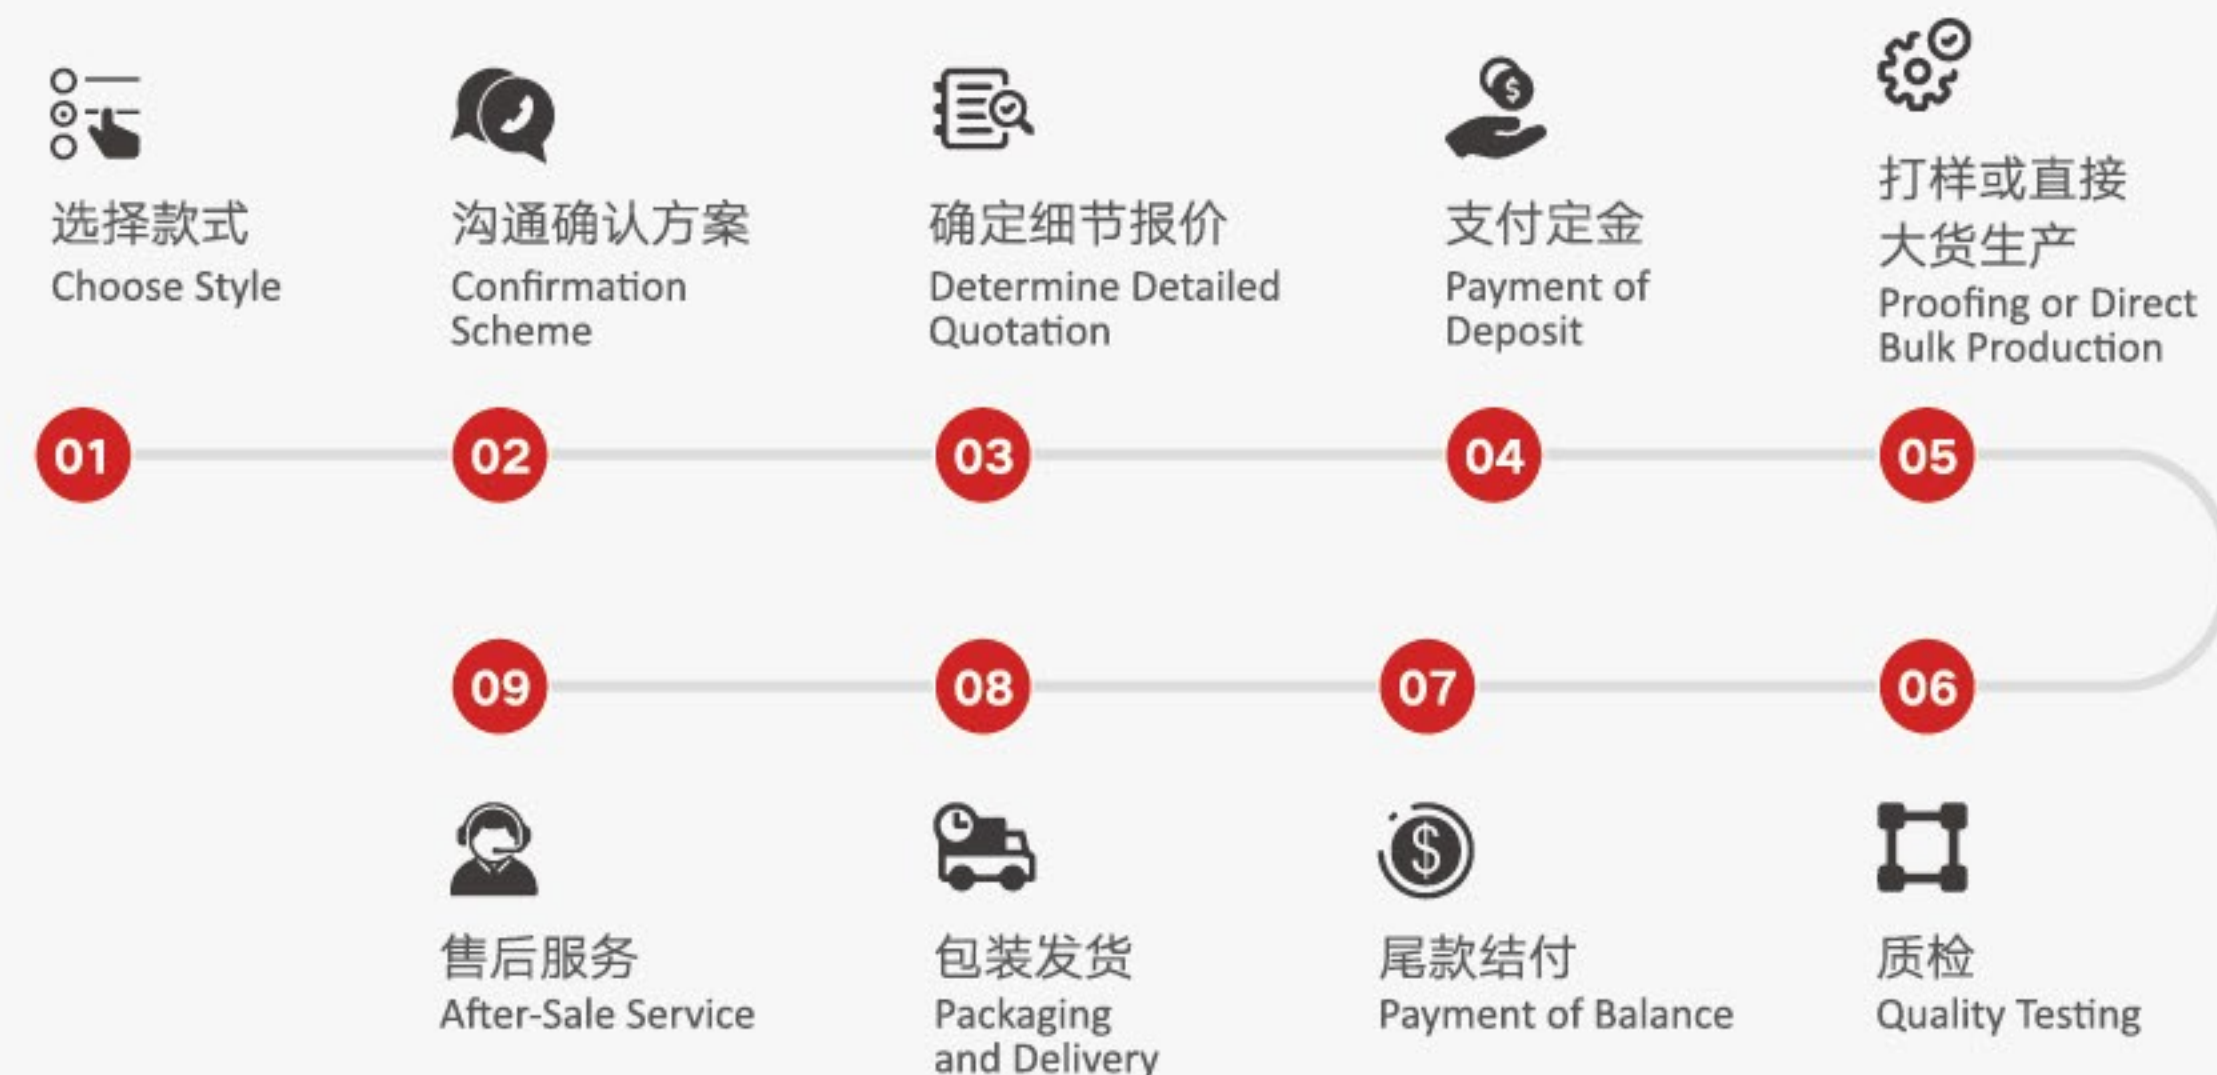 选择款式
Choose Style
沟通确认方案
Confirmation
Scheme
确定细节报价
Determine Detailed
Quotation
支付定金
Payment of
Deposit
打样或直接
大货生产
Proofing or Direct
Bulk Production
01
02
03
04
05
09
08
07
06
售后服务
After-Sale Service
包装发货
Packaging
and Delivery
尾款结付
Payment of Balance
质检
Quality Testing